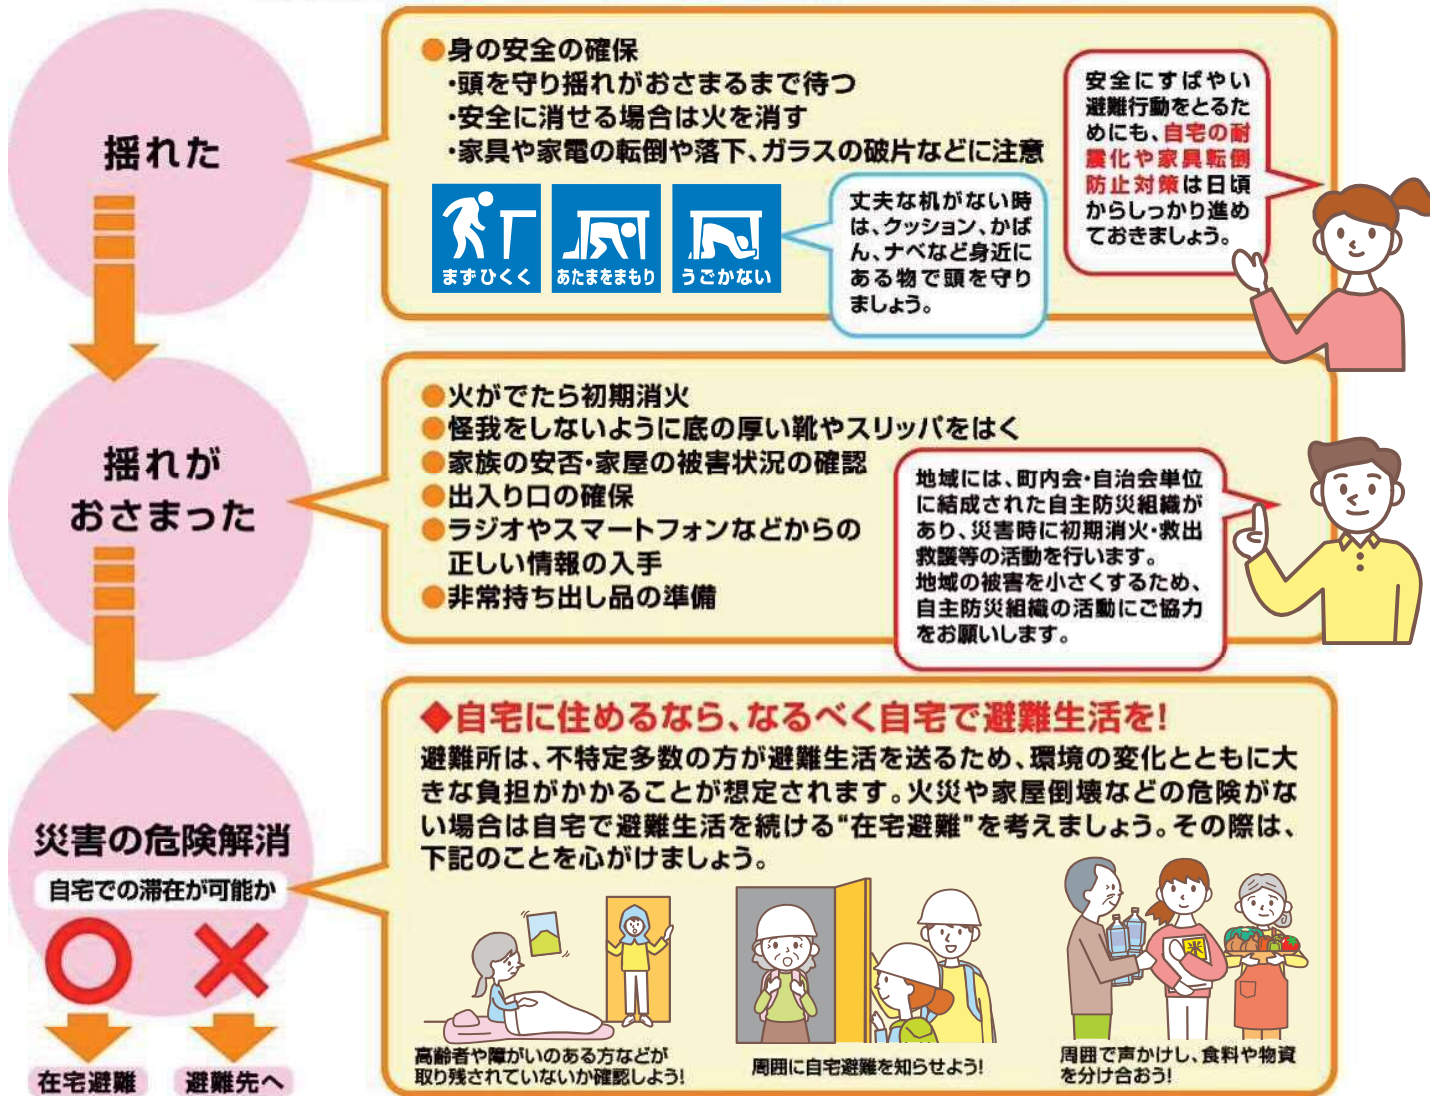 揺れた
●身の安全の確保
・頭を守り揺れがおさまるまで待つ
・安全に消せる場合は火を消す
・家具や家電の転倒や落下、ガラスの破片などに注意
まずひくく
あたまをまもり
うごかない
丈夫な机がない時
は、クッション、かば
ん、ナベなど身近に
ある物で頭を守り
ましょう。
安全にすばやい
避難行動をとるた
めにも、自宅の耐
震化や家具転倒
防止対策は日頃
からしっかり進め
ておきましょう。
揺れが
おさまった
●火がでたら初期消火
●怪我をしないように底の厚い靴やスリッパをはく
●家族の安否・家屋の被害状況の確認
●出入り口の確保
●ラジオやスマートフォンなどからの
正しい情報の入手
●非常持ち出し品の準備
地域には、町内会・自治会単位
に結成された自主防災組織が
あり、災害時に初期消火・救出
救護等の活動を行います。
地域の被害を小さくするため、
自主防災組織の活動にご協力
をお願いします。
災害の危険解消
自宅での滞在が可能か
在宅避難
避難先へ
◆自宅に住めるなら、なるべく自宅で避難生活を!
避難所は、不特定多数の方が避難生活を送るため、環境の変化とともに大
きな負担がかかることが想定されます。火災や家屋倒壊などの危険がな
い場合は自宅で避難生活を続ける“在宅避難”を考えましょう。その際は、
下記のことを心がけましょう。
米
高齢者や障がいのある方などが
取り残されていないか確認しよう!
周囲に自宅避難を知らせよう!
周囲で声かけし、食料や物資
を分け合おう!